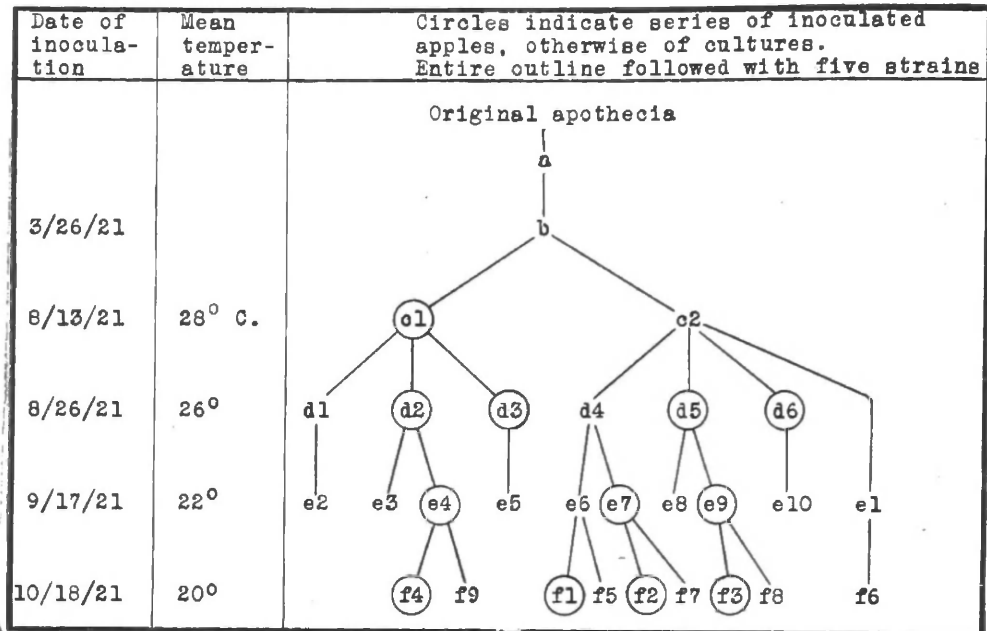 Date of inocula- tion
Mean temper- ature
Circles indicate series of inoculated
apples, otherwise of cultures.
Entire outline followed with five strains
Original apothecia
a
3/26/21 b
8/13/21 28° C. c1 c2
8/26/21 26° d1 d2 d3 d4 d5 d6
9/17/21 22° e2 e3 e4 e5 e6 e7 e8 e9 e10 e1
10/18/21 20° f4 f9 f1 f5 f2 f7 f3 f8 f6